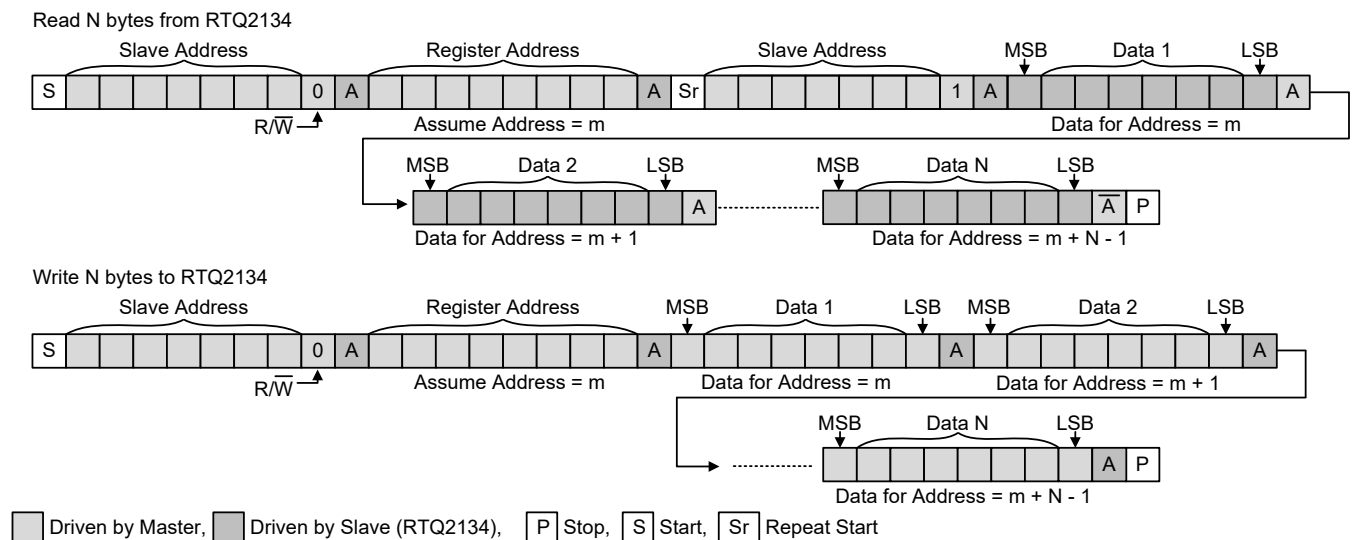 Read N bytes from RTQ2134
Slave Address Register Address Slave Address MSB Data 1 LSB
S 0 A A Sr 1 A A
R/W̅ Assume Address = m Data for Address = m
MSB Data 2 LSB MSB Data N LSB
A A̅ P
Data for Address = m + 1 Data for Address = m + N - 1
Write N bytes to RTQ2134
Slave Address Register Address MSB Data 1 LSB MSB Data 2 LSB
S 0 A A A A
R/W̅ Assume Address = m Data for Address = m Data for Address = m + 1
MSB Data N LSB
A P
Data for Address = m + N - 1
Driven by Master, Driven by Slave (RTQ2134), P Stop, S Start, Sr Repeat Start